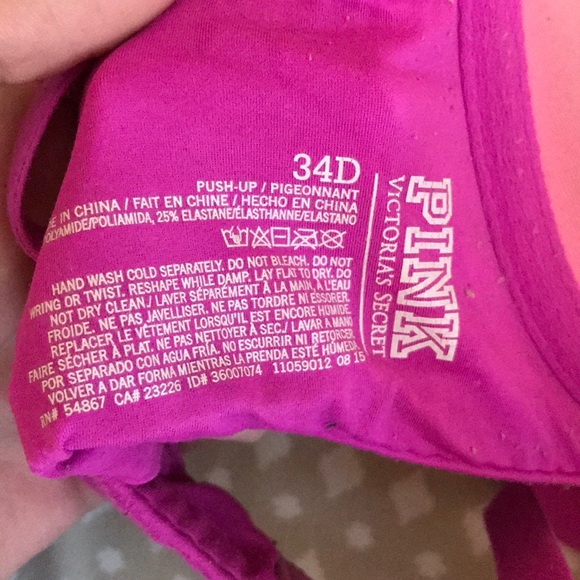 34D
PUSH-UP / PIGEONNANT
IN CHINA / FAIT EN CHINE / HECHO EN CHINA
25% ELASTANE/ÉLASTHANNE/ELASTANO
HAND WASH COLD SEPARATELY. DO NOT BLEACH. DO NOT
WRING OR TWIST. RESHAPE WHILE DAMP. LAY FLAT TO DRY. DO
NOT DRY CLEAN./ LAVER SÉPARÉMENT À LA MAIN, À L'EAU
FROIDE. NE PAS JAVELLISER. NE PAS TORDRE NI ESSORER.
REPLACER LE VÊTEMENT LORSQU'IL EST ENCORE HUMIDE.
FAIRE SÉCHER À PLAT. NE PAS NETTOYER À SEC./ LAVAR A MANO
POR SEPARADO CON AGUA FRÍA. NO ESCURRIR NI RETORCER.
VOLVER A DAR FORMA MIENTRAS LA PRENDA ESTÉ HÚMEDA.
RN# 54867 CA# 23226 ID# 36007074 11059012 08 15
PINK
VICTORIA'S SECRET